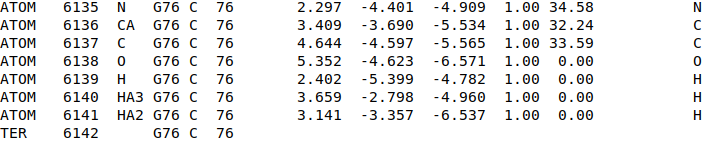 ATOM   6135  N   G76 C  76       2.297  -4.401  -4.909  1.00 34.58           N
ATOM   6136  CA  G76 C  76       3.409  -3.690  -5.534  1.00 32.24           C
ATOM   6137  C   G76 C  76       4.644  -4.597  -5.565  1.00 33.59           C
ATOM   6138  O   G76 C  76       5.352  -4.623  -6.571  1.00  0.00           O
ATOM   6139  H   G76 C  76       2.402  -5.399  -4.782  1.00  0.00           H
ATOM   6140  HA3 G76 C  76       3.659  -2.798  -4.960  1.00  0.00           H
ATOM   6141  HA2 G76 C  76       3.141  -3.357  -6.537  1.00  0.00           H
TER    6142      G76 C  76